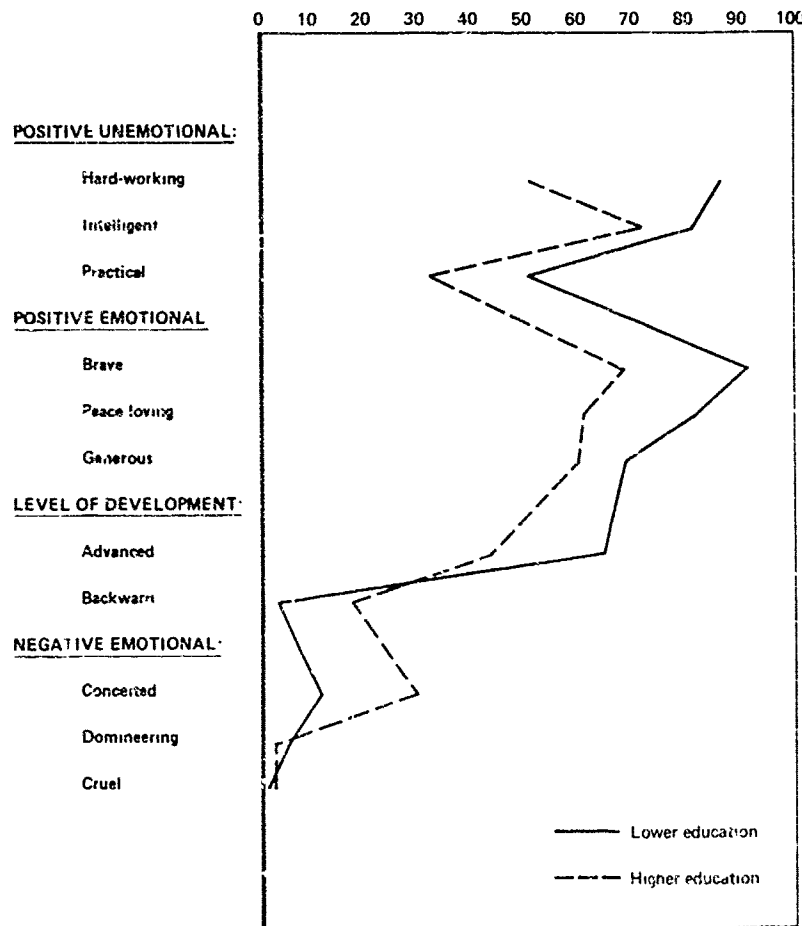 0 10 20 30 40 50 60 70 80 90 100
POSITIVE UNEMOTIONAL:
Hard-working
Intelligent
Practical
POSITIVE EMOTIONAL
Brave
Peace loving
Generous
LEVEL OF DEVELOPMENT:
Advanced
Backward
NEGATIVE EMOTIONAL:
Conceited
Domineering
Cruel
Lower education
Higher education